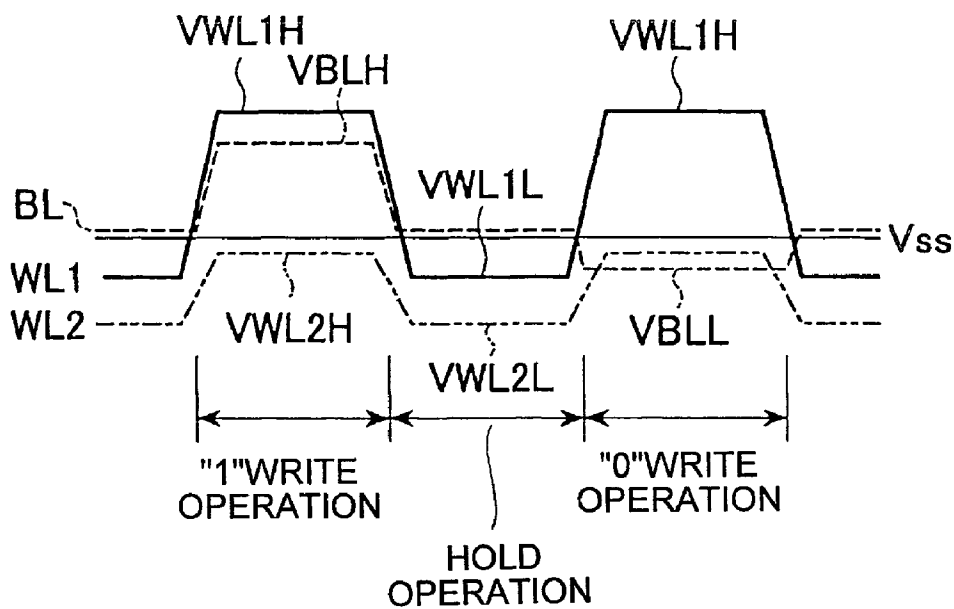 VWL1H
VWL1H
VBLH
VWL1L
BL
Vss
WL1
WL2
VWL2H
VBLL
VWL2L
"1"WRITE
OPERATION
"0"WRITE
OPERATION
HOLD
OPERATION